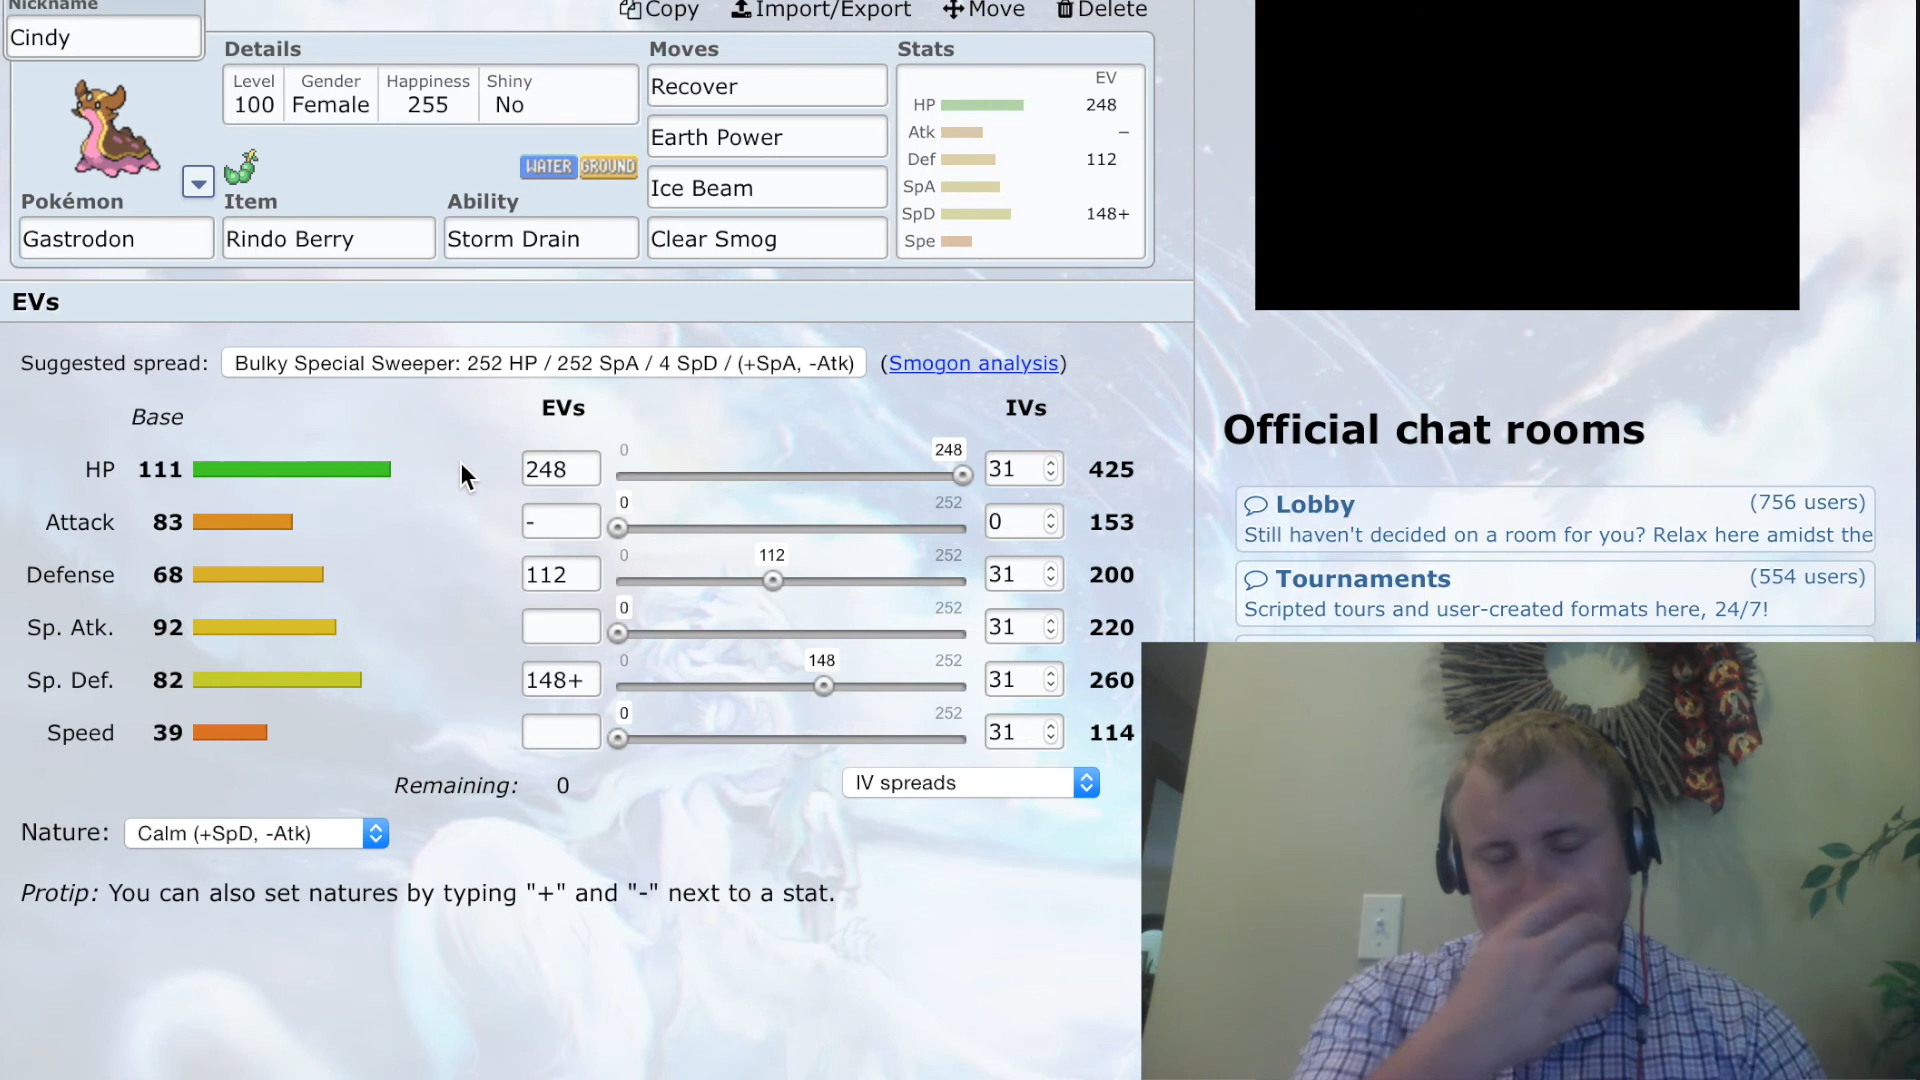 Nickname
Cindy
Copy Import/Export Move Delete
Details
Level Gender Happiness Shiny
100 Female 255 No
WATER GROUND
Pokémon
Gastrodon
Item
Rindo Berry
Ability
Storm Drain
Moves
Recover
Earth Power
Ice Beam
Clear Smog
Stats
EV
HP 248
Atk –
Def 112
SpA
SpD 148+
Spe
EVs
Suggested spread: Bulky Special Sweeper: 252 HP / 252 SpA / 4 SpD / (+SpA, -Atk) (Smogon analysis)
Base EVs IVs
0 248
HP 111 248 31 425
0 252
Attack 83 - 0 153
0 112 252
Defense 68 112 31 200
0 252
Sp. Atk. 92 31 220
0 148 252
Sp. Def. 82 148+ 31 260
0 252
Speed 39 31 114
Remaining: 0
IV spreads
Nature: Calm (+SpD, -Atk)
Protip: You can also set natures by typing "+" and "-" next to a stat.
Official chat rooms
Lobby (756 users)
Still haven't decided on a room for you? Relax here amidst the
Tournaments (554 users)
Scripted tours and user-created formats here, 24/7!